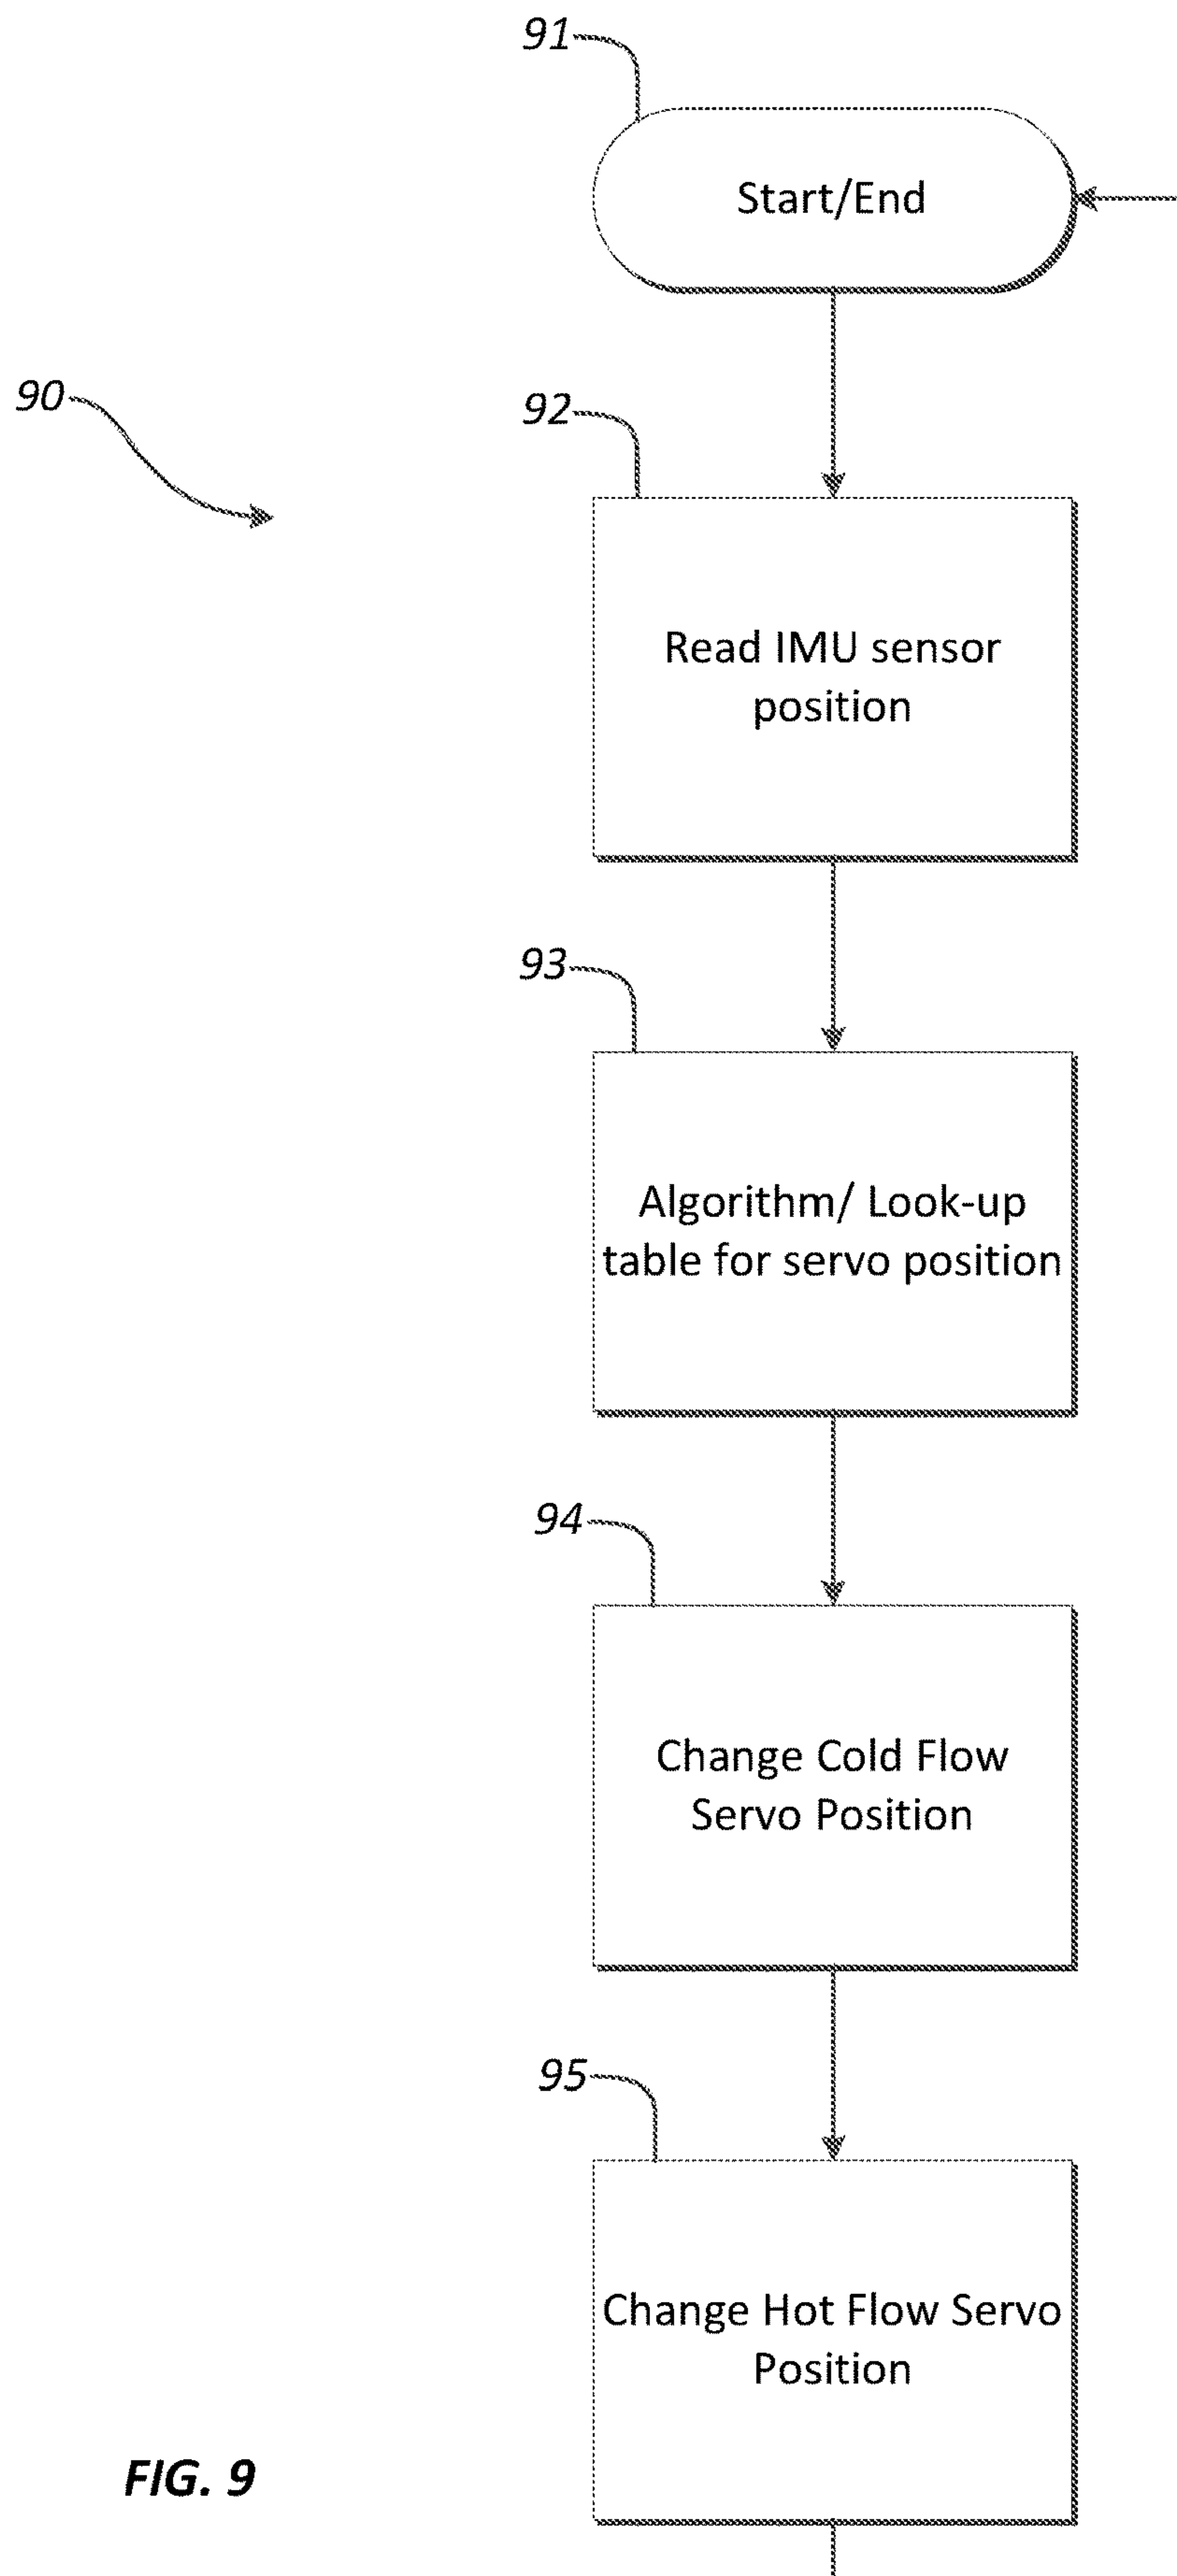 91
Start/End
90
92
Read IMU sensor
position
93
Algorithm/ Look-up
table for servo position
94
Change Cold Flow
Servo Position
95
Change Hot Flow Servo
Position
FIG. 9